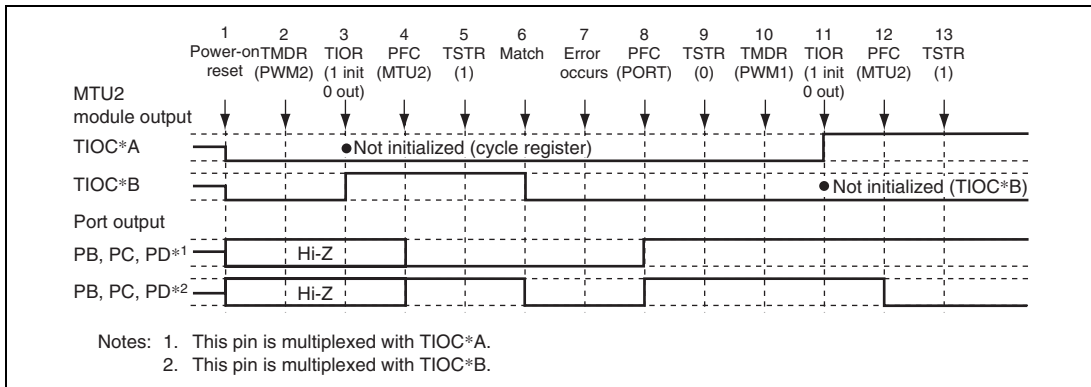 1 2 3 4 5 6 7 8 9 10 11 12 13
Power-on TMDR TIOR PFC TSTR Match Error PFC TSTR TMDR TIOR PFC TSTR
reset (PWM2) (1 init (MTU2) (1) occurs (PORT) (0) (PWM1) (1 init (MTU2) (1)
0 out) 0 out)
MTU2
module output
TIOC*A ●Not initialized (cycle register)
TIOC*B ● Not initialized (TIOC*B)
Port output
PB, PC, PD*1 Hi-Z
PB, PC, PD*2 Hi-Z
Notes: 1. This pin is multiplexed with TIOC*A.
2. This pin is multiplexed with TIOC*B.